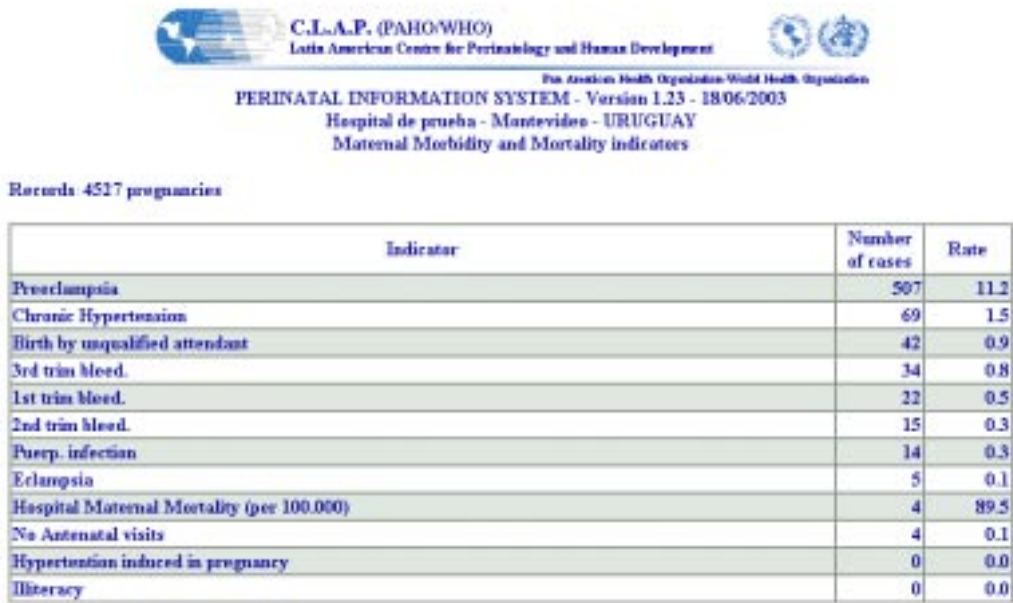 C.L.A.P. (PAHO/WHO)
Latin American Centre for Perinatology and Human Development
Pan American Health Organization-World Health Organization
PERINATAL INFORMATION SYSTEM - Version 1.23 - 18/06/2003
Hospital de prueba - Montevideo - URUGUAY
Maternal Morbidity and Mortality indicators
Records 4527 pregnancies
Indicator Number of cases Rate
Preeclampsia 507 11.2
Chronic Hypertension 69 1.5
Birth by unqualified attendant 42 0.9
3rd trim bleed. 34 0.8
1st trim bleed. 22 0.5
2nd trim bleed. 15 0.3
Puerp. infection 14 0.3
Eclampsia 5 0.1
Hospital Maternal Mortality (per 100.000) 4 89.5
No Antenatal visits 4 0.1
Hypertention induced in pregnancy 0 0.0
Illiteracy 0 0.0